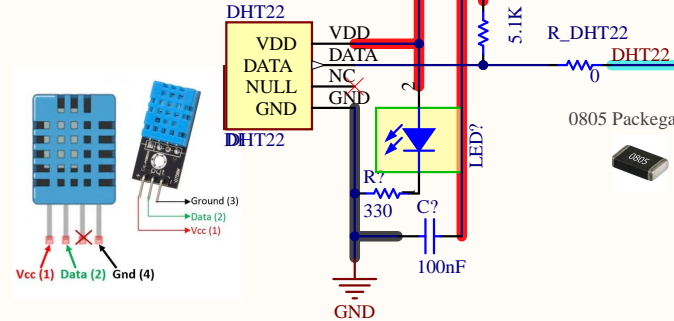 DHT22
VDD
DATA
NULL
GND
DHT22
VDD
DATA
NC
GND
2
LED?
R?
330
C?
100nF
GND
5.1K
R_DHT22
0
DHT22
0805 Packega
0805
Ground (3)
Data (2)
Vcc (1)
Vcc (1) Data (2) Gnd (4)